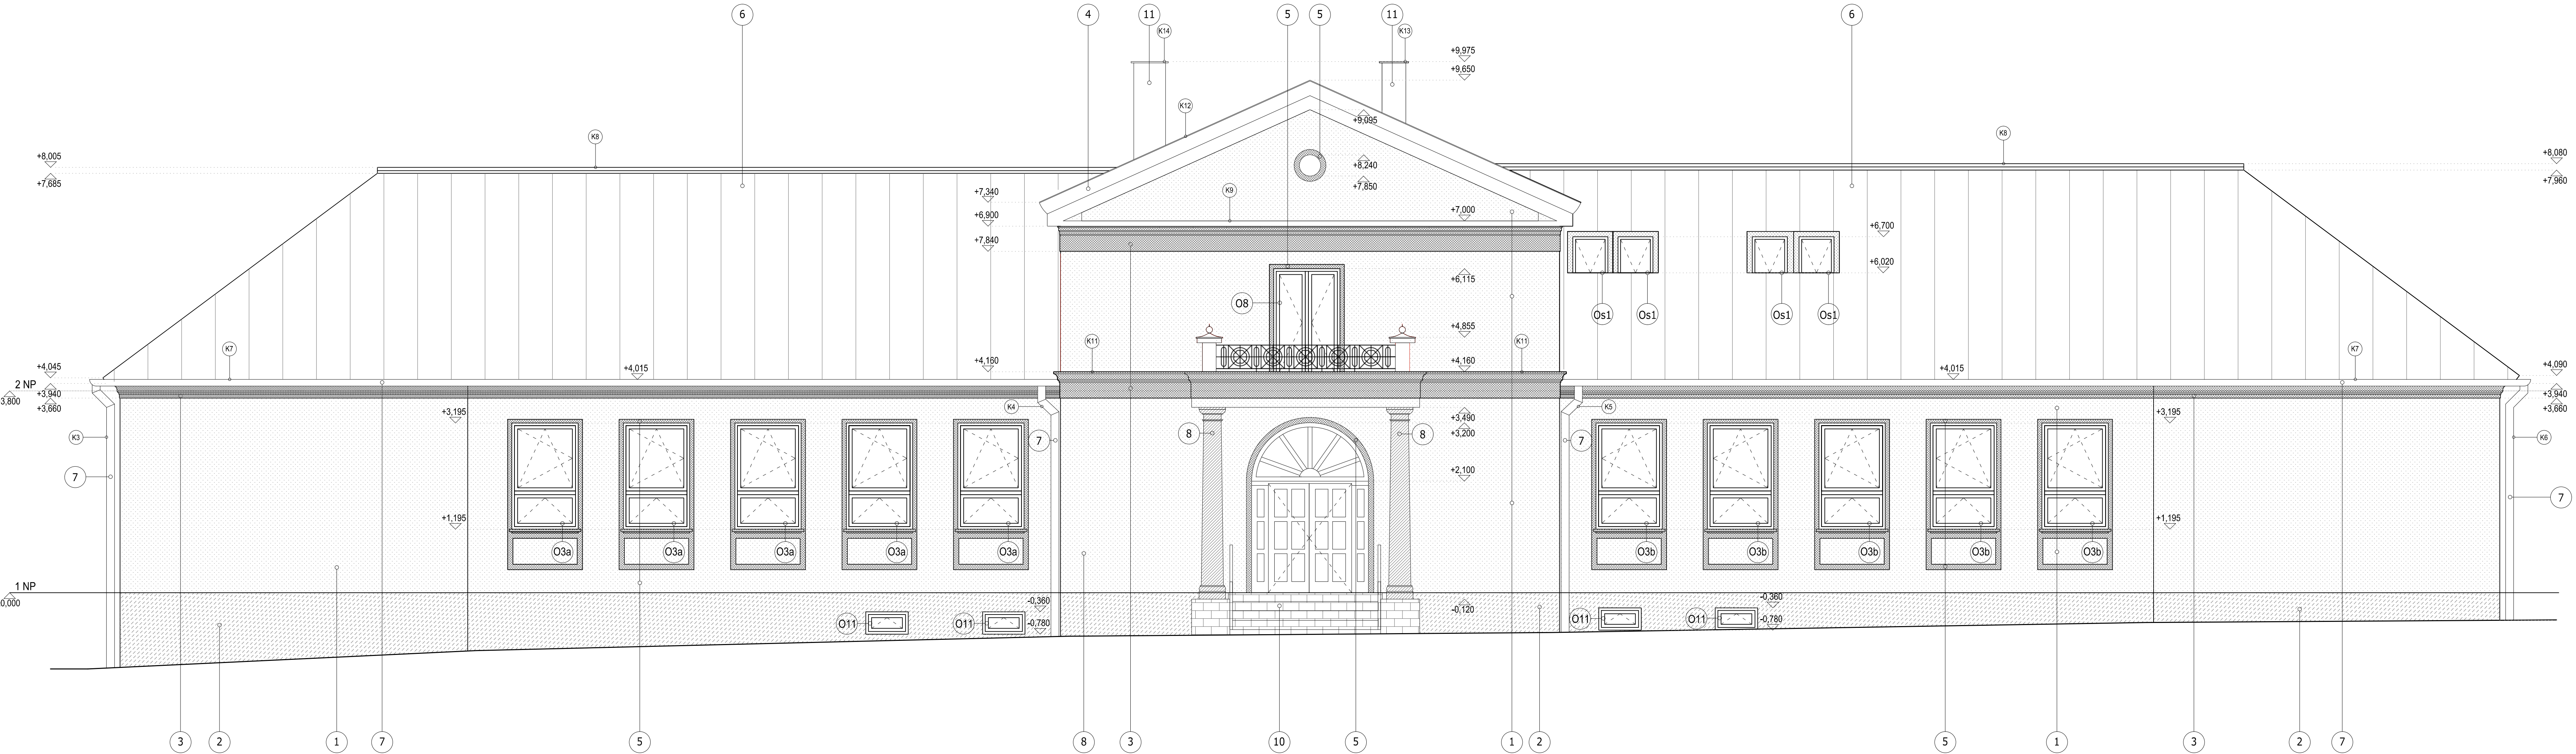 6 4 11 5 5 11 6
K14 K13
+9,975
+9,650
K12
+9,095
K8 K8
+8,005 +8,240 +8,080
+7,685 +7,850 +7,960
+7,340 K9
+6,900 +7,000
+7,840 +6,700
+6,020
+6,115
O8
Os1 Os1 Os1 Os1
+4,855
K11 K11
K7 K7
+4,045 +4,015 +4,160 +4,160 +4,015 +4,090
2 NP
3,800 +3,940 +3,940
+3,660 K4 K5 +3,660
+3,195 +3,490 +3,195
+3,200
K3 7 8 8 7 K6
7 +2,100 7
+1,195 +1,195
O3a O3a O3a O3a O3a O3b O3b O3b O3b O3b
1 NP
0,000 -0,360 -0,120 -0,360
O11 O11 -0,780 O11 O11 -0,780
3 2 1 7 5 8 3 10 5 1 2 5 1 3 2 7